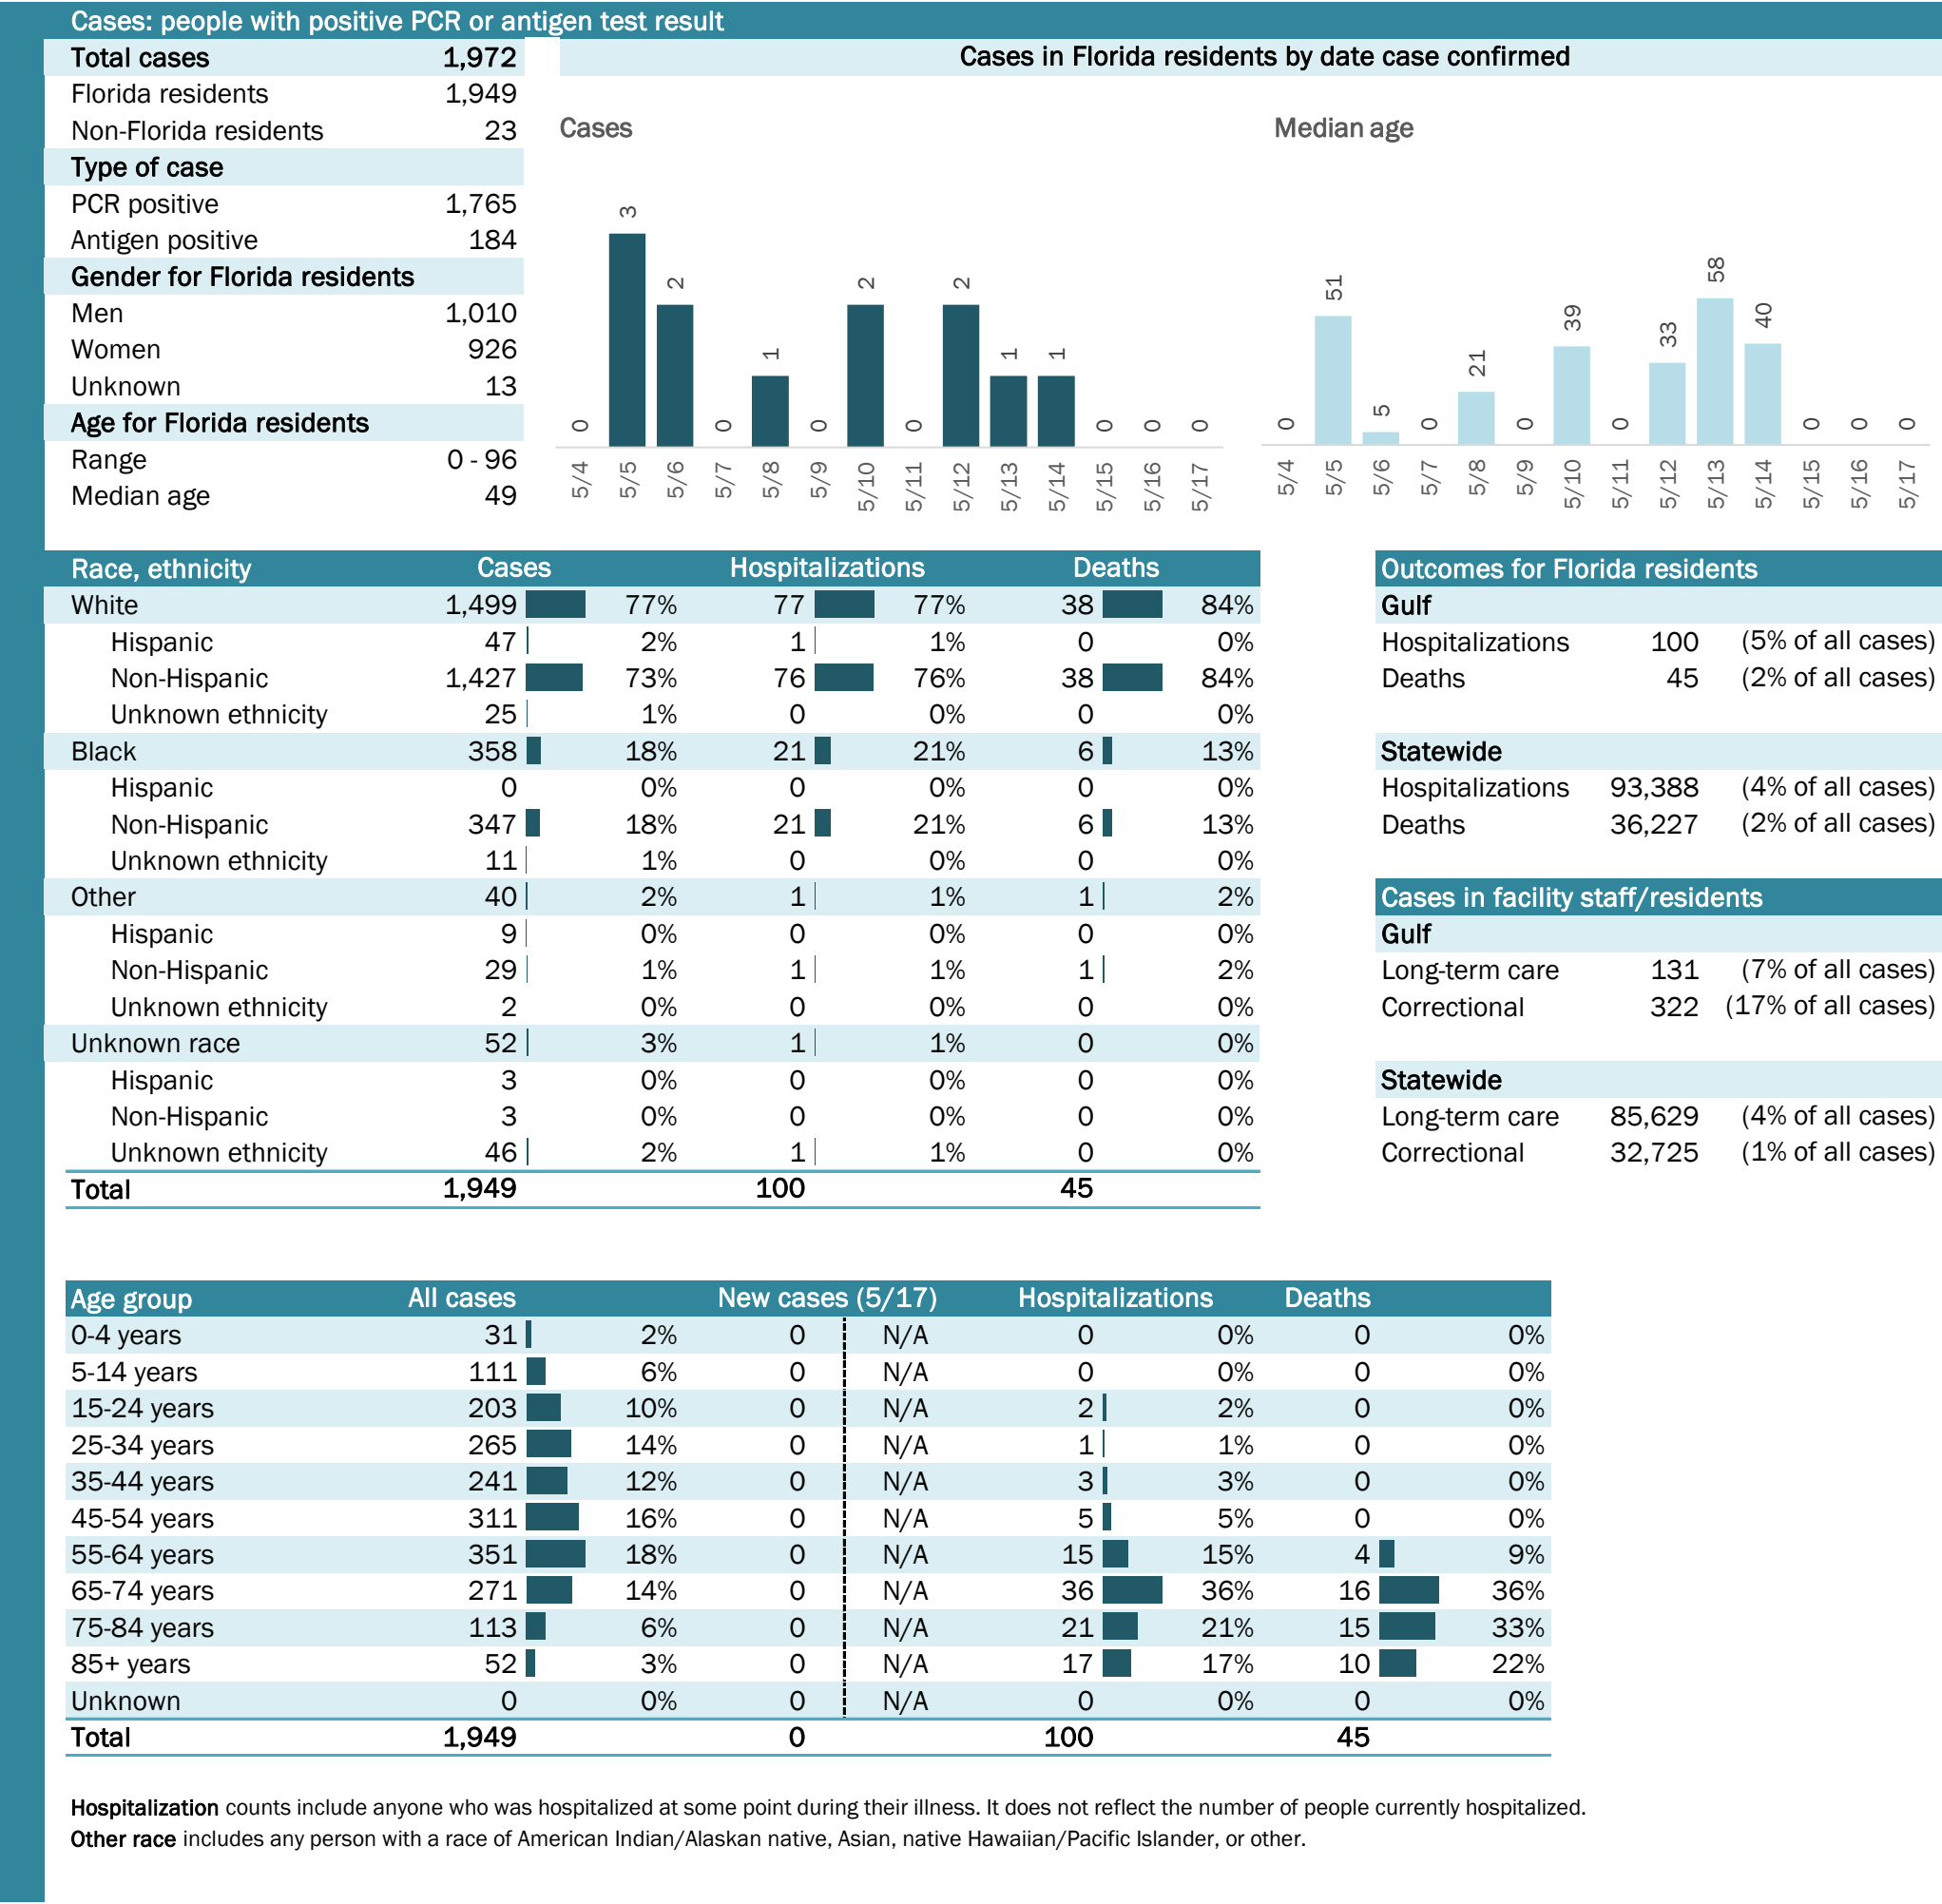 Cases: people with positive PCR or antigen test result
Total cases 1,972
Florida residents 1,949
Non-Florida residents 23
Type of case
PCR positive 1,765
Antigen positive 184
Gender for Florida residents
Men 1,010
Women 926
Unknown 13
Age for Florida residents
Range 0 - 96
Median age 49
Cases in Florida residents by date case confirmed
Cases
0 3 2 0 1 0 2 0 2 1 1 0 0 0
5/4 5/5 5/6 5/7 5/8 5/9 5/10 5/11 5/12 5/13 5/14 5/15 5/16 5/17
Median age
0 51 5 0 21 0 39 0 33 58 40 0 0 0
5/4 5/5 5/6 5/7 5/8 5/9 5/10 5/11 5/12 5/13 5/14 5/15 5/16 5/17
Race, ethnicity Cases Hospitalizations Deaths
White 1,499 77% 77 77% 38 84%
Hispanic 47 2% 1 1% 0 0%
Non-Hispanic 1,427 73% 76 76% 38 84%
Unknown ethnicity 25 1% 0 0% 0 0%
Black 358 18% 21 21% 6 13%
Hispanic 0 0% 0 0% 0 0%
Non-Hispanic 347 18% 21 21% 6 13%
Unknown ethnicity 11 1% 0 0% 0 0%
Other 40 2% 1 1% 1 2%
Hispanic 9 0% 0 0% 0 0%
Non-Hispanic 29 1% 1 1% 1 2%
Unknown ethnicity 2 0% 0 0% 0 0%
Unknown race 52 3% 1 1% 0 0%
Hispanic 3 0% 0 0% 0 0%
Non-Hispanic 3 0% 0 0% 0 0%
Unknown ethnicity 46 2% 1 1% 0 0%
Total 1,949 100 45
Outcomes for Florida residents
Gulf
Hospitalizations 100 (5% of all cases)
Deaths 45 (2% of all cases)
Statewide
Hospitalizations 93,388 (4% of all cases)
Deaths 36,227 (2% of all cases)
Cases in facility staff/residents
Gulf
Long-term care 131 (7% of all cases)
Correctional 322 (17% of all cases)
Statewide
Long-term care 85,629 (4% of all cases)
Correctional 32,725 (1% of all cases)
Age group All cases New cases (5/17) Hospitalizations Deaths
0-4 years 31 2% 0 N/A 0 0% 0 0%
5-14 years 111 6% 0 N/A 0 0% 0 0%
15-24 years 203 10% 0 N/A 2 2% 0 0%
25-34 years 265 14% 0 N/A 1 1% 0 0%
35-44 years 241 12% 0 N/A 3 3% 0 0%
45-54 years 311 16% 0 N/A 5 5% 0 0%
55-64 years 351 18% 0 N/A 15 15% 4 9%
65-74 years 271 14% 0 N/A 36 36% 16 36%
75-84 years 113 6% 0 N/A 21 21% 15 33%
85+ years 52 3% 0 N/A 17 17% 10 22%
Unknown 0 0% 0 N/A 0 0% 0 0%
Total 1,949 0 100 45
Hospitalization counts include anyone who was hospitalized at some point during their illness. It does not reflect the number of people currently hospitalized.
Other race includes any person with a race of American Indian/Alaskan native, Asian, native Hawaiian/Pacific Islander, or other.